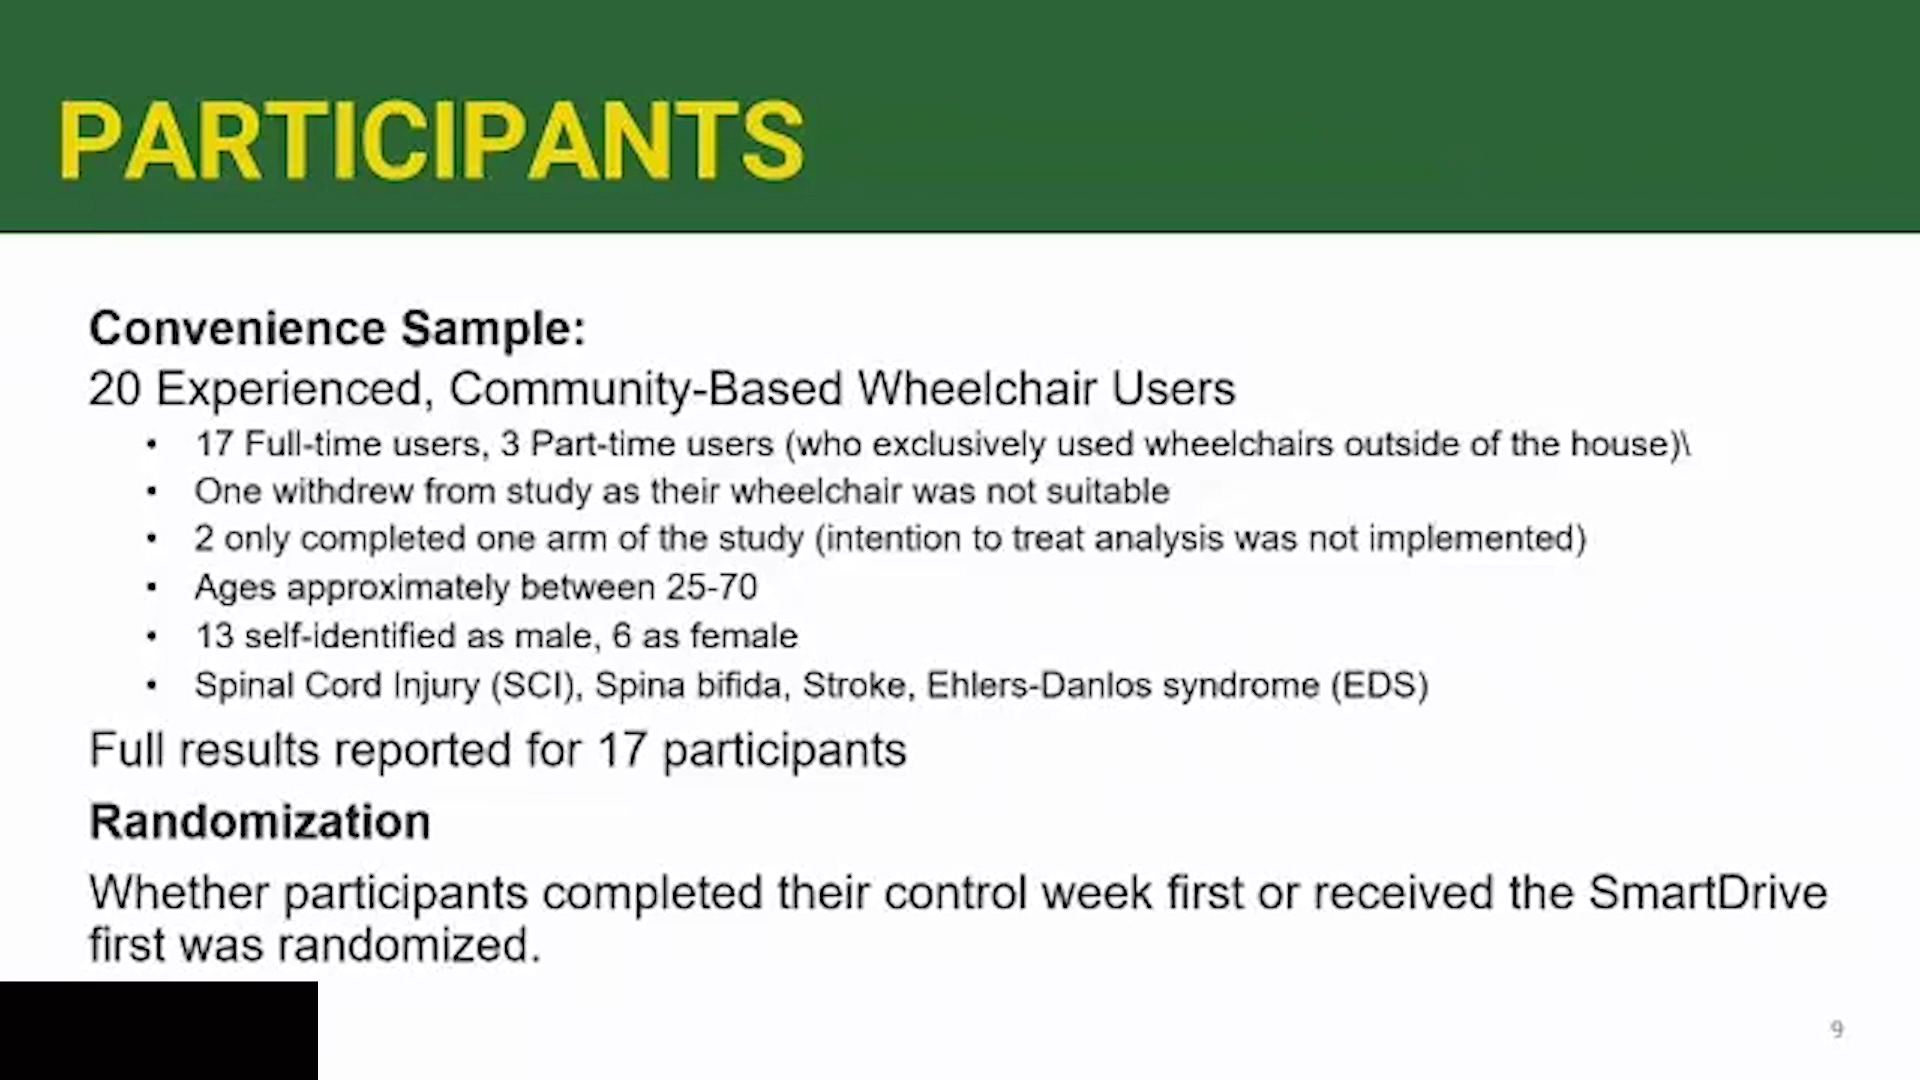 PARTICIPANTS
Convenience Sample:
20 Experienced, Community-Based Wheelchair Users
• 17 Full-time users, 3 Part-time users (who exclusively used wheelchairs outside of the house)\
• One withdrew from study as their wheelchair was not suitable
• 2 only completed one arm of the study (intention to treat analysis was not implemented)
• Ages approximately between 25-70
• 13 self-identified as male, 6 as female
• Spinal Cord Injury (SCI), Spina bifida, Stroke, Ehlers-Danlos syndrome (EDS)
Full results reported for 17 participants
Randomization
Whether participants completed their control week first or received the SmartDrive
first was randomized.
9